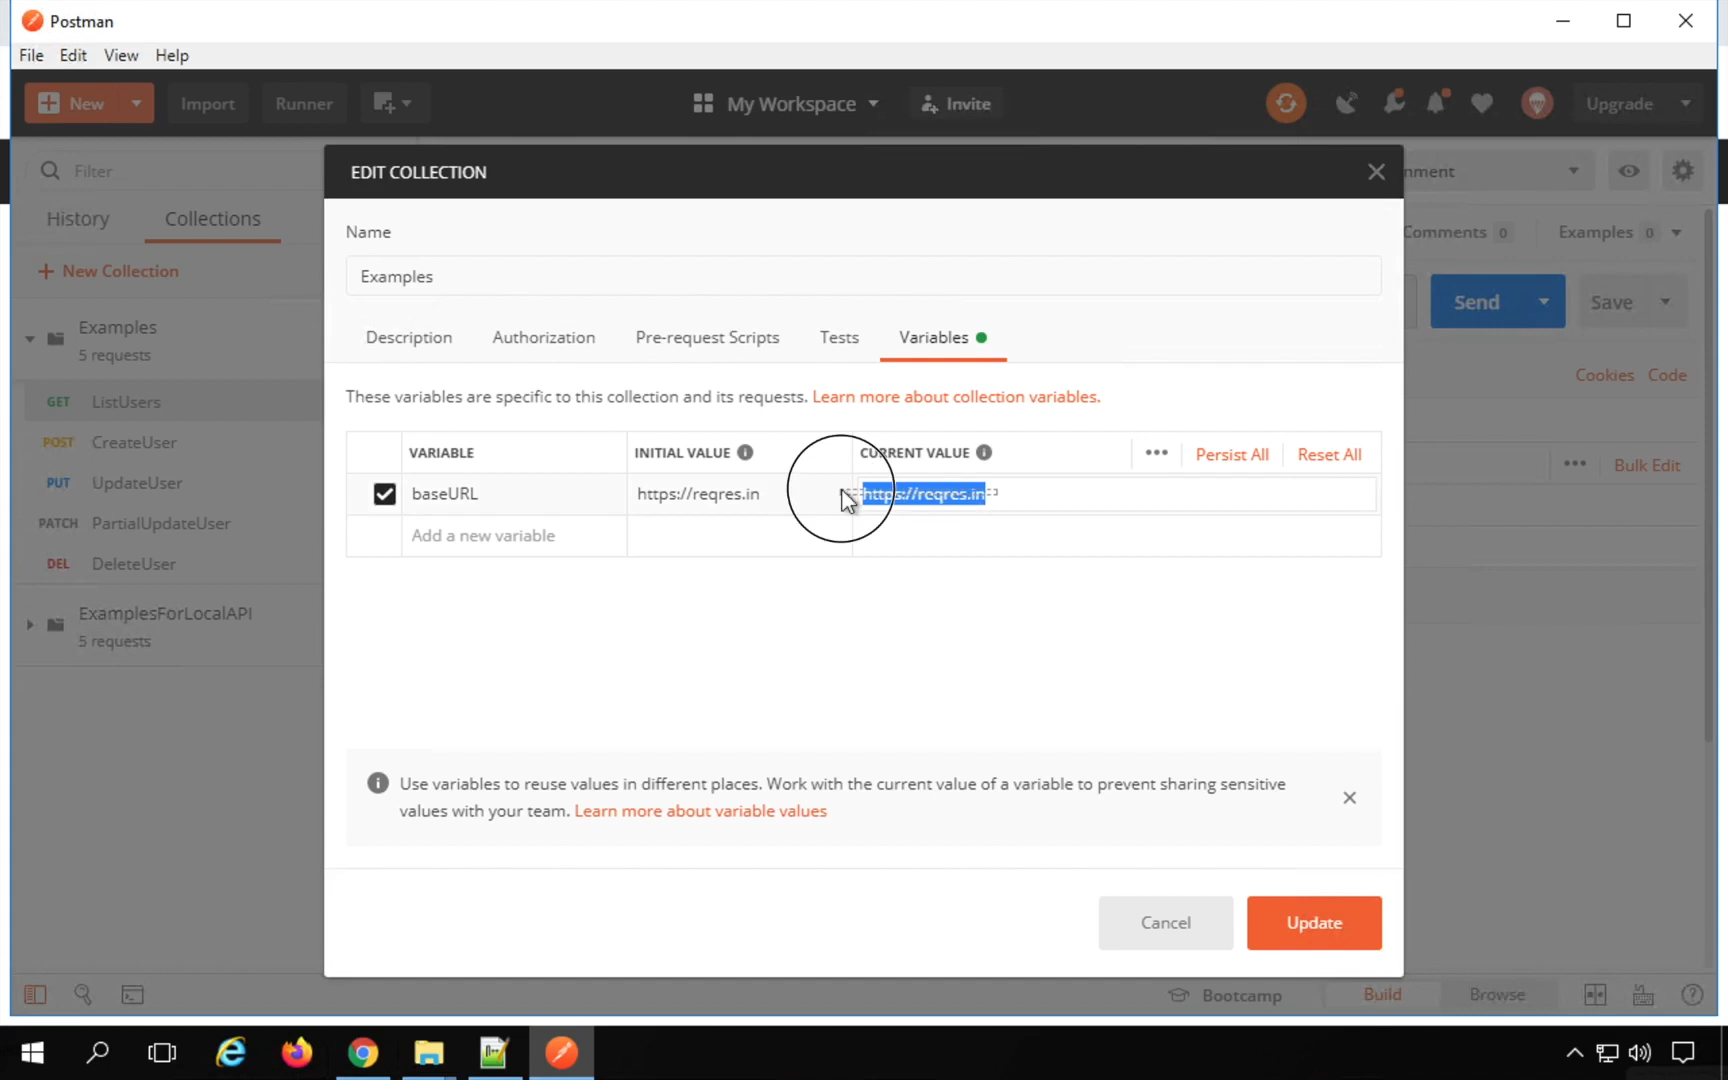 Postman
File Edit View Help
New Import Runner My Workspace Invite Upgrade
Filter
History Collections
New Collection
Examples
5 requests
GET ListUsers
POST CreateUser
PUT UpdateUser
PATCH PartialUpdateUser
DEL DeleteUser
ExamplesForLocalAPI
5 requests
EDIT COLLECTION
Name
Examples
Description Authorization Pre-request Scripts Tests Variables
These variables are specific to this collection and its requests. Learn more about collection variables.
VARIABLE INITIAL VALUE CURRENT VALUE Persist All Reset All
baseURL https://reqres.in https://reqres.in
Add a new variable
Use variables to reuse values in different places. Work with the current value of a variable to prevent sharing sensitive
values with your team. Learn more about variable values
Cancel Update
nment
Comments 0 Examples 0
Send Save
Cookies Code
Bulk Edit
Bootcamp Build Browse